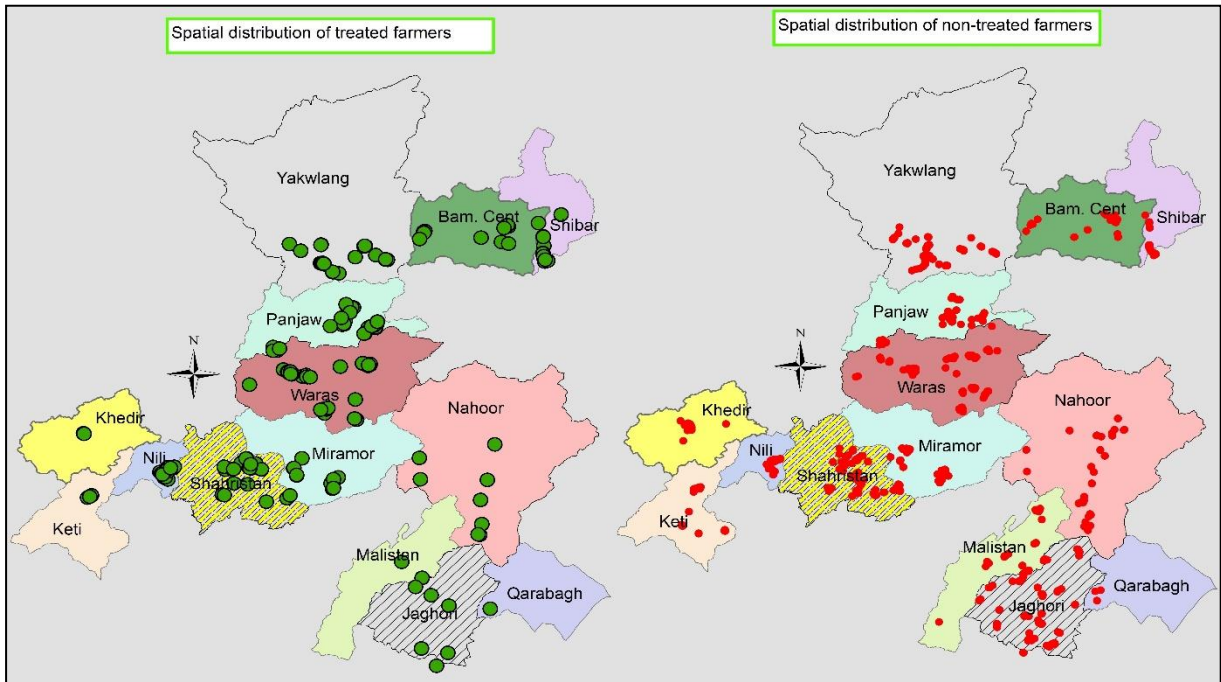 Spatial distribution of treated farmers
Yakwlang
Bam. Cent
Shibar
Panjaw
N
Waras
Nahoor
Khedir
Nili
Miramor
Shahristan
Keti
Malistan
Qarabagh
Jaghori
Spatial distribution of non-treated farmers
Yakwlang
Bam. Cent
Shibar
Panjaw
N
Waras
Nahoor
Khedir
Nili
Miramor
Shahristan
Keti
Malistan
Qarabagh
Jaghori